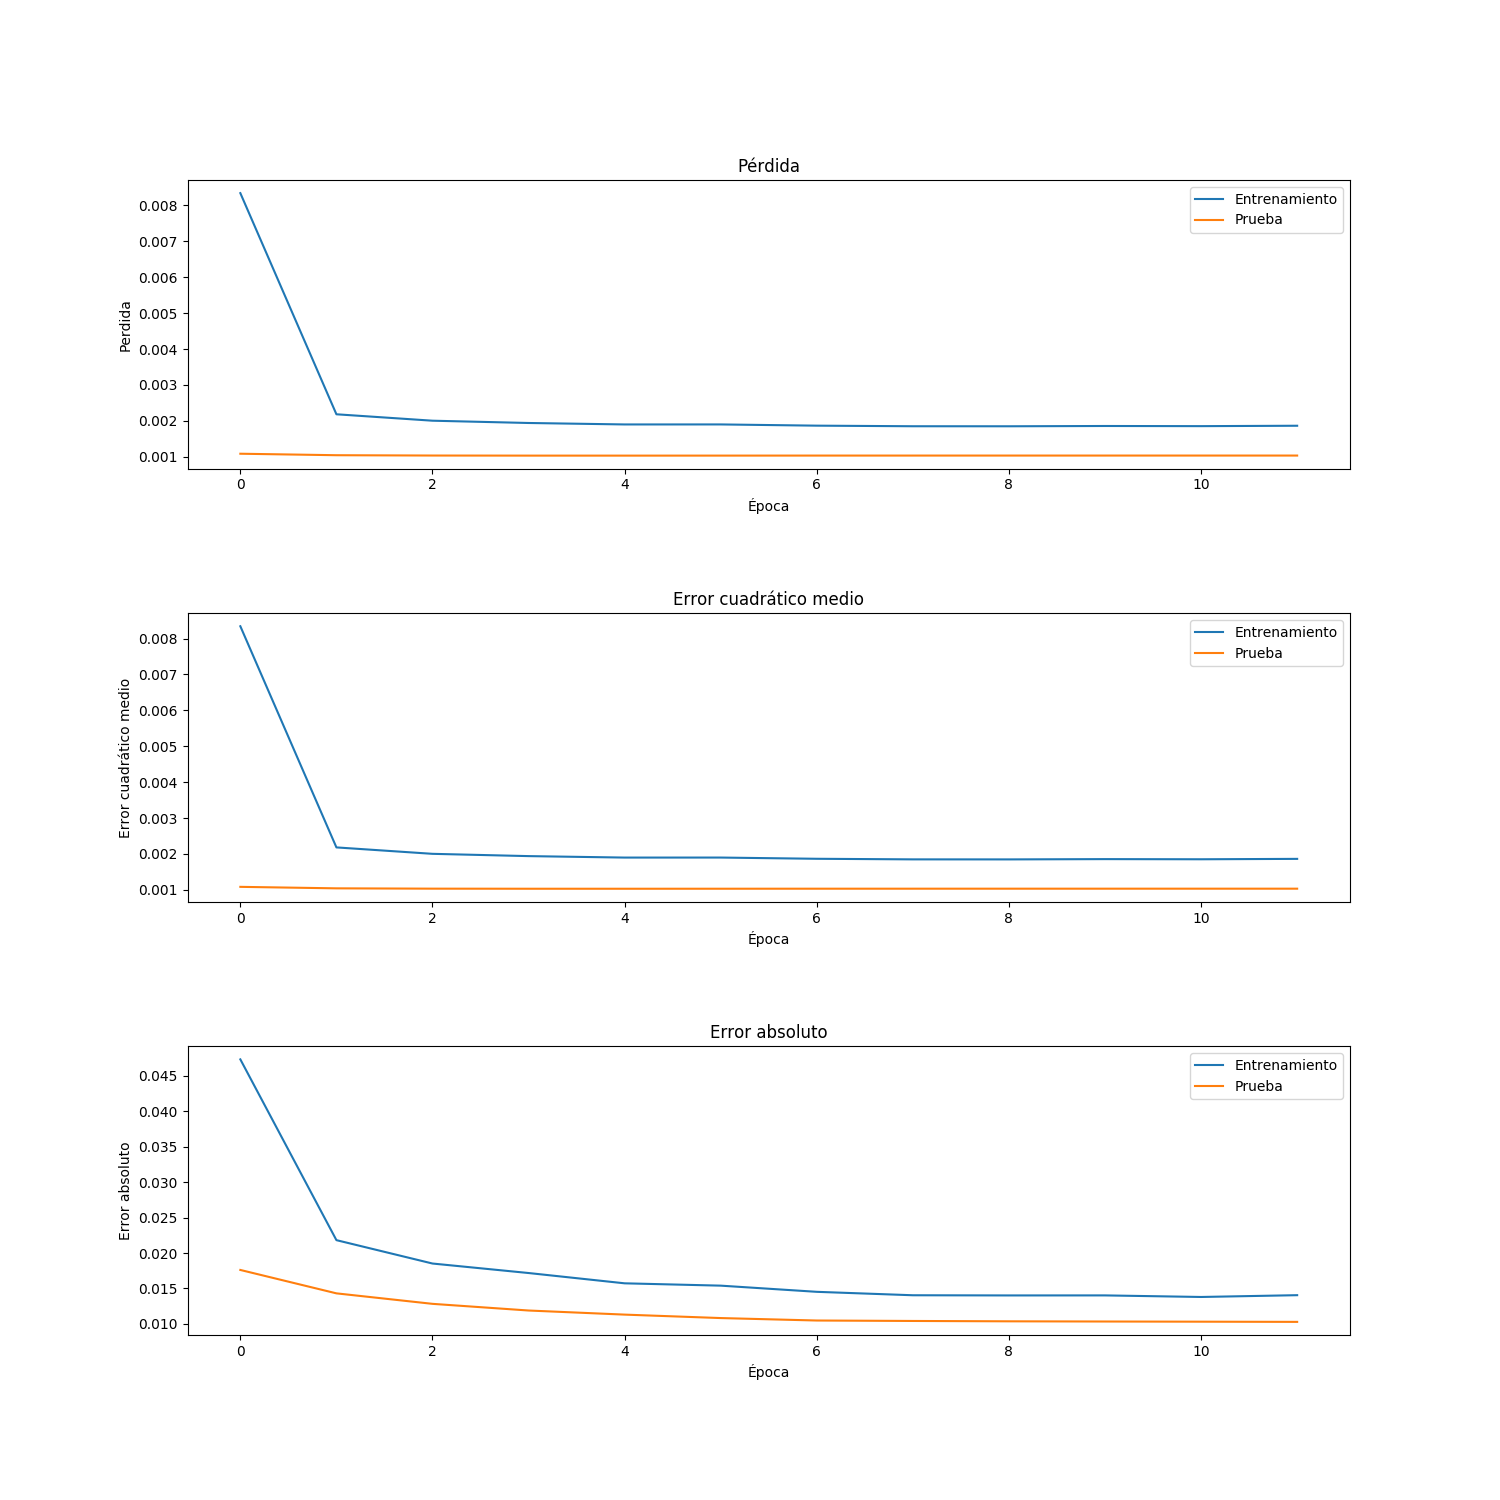 Pérdida
0.008
0.007
0.006
0.005
0.004
0.003
0.002
0.001
Perdida
Entrenamiento
Prueba
0 2 4 6 8 10
Época
Error cuadrático medio
0.008
0.007
0.006
0.005
0.004
0.003
0.002
0.001
Error cuadrático medio
Entrenamiento
Prueba
0 2 4 6 8 10
Época
Error absoluto
0.045
0.040
0.035
0.030
0.025
0.020
0.015
0.010
Error absoluto
Entrenamiento
Prueba
0 2 4 6 8 10
Época